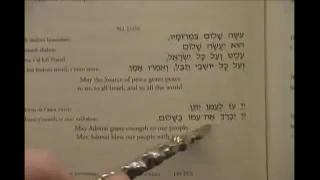 עֹשֶׂה שָׁלוֹם בִּמְרוֹמָיו,
הוּא יַעֲשֶׂה שָׁלוֹם
עָלֵינוּ וְעַל כָּל יִשְׂרָאֵל,
וְעַל כָּל יוֹשְׁבֵי תֵבֵל, וְאִמְרוּ אָמֵן.
May the Source of peace grant peace
to us, to all Israel, and to all the world.
יְיָ עֹז לְעַמּוֹ יִתֵּן
יְיָ יְבָרֵךְ אֶת עַמּוֹ בַשָּׁלוֹם.
May Adonai grant strength to our people.
May Adonai bless our people with